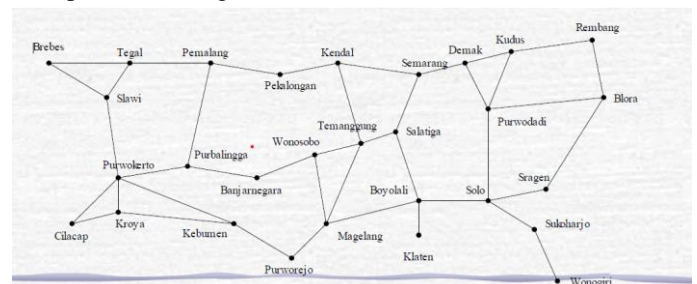 Brebes
Tegal
Pemalang
Kendal
Demak
Kudus
Rembang
Semarang
Pekalongan
Slawi
Blora
Purwodadi
Temanggung
Salatiga
Wonosobo
Purbalingga
Purwokerto
Banjarnegara
Boyolali
Solo
Sragen
Cilacap
Kroya
Kebumen
Magelang
Sukoharjo
Klaten
Purworejo
Wonogiri